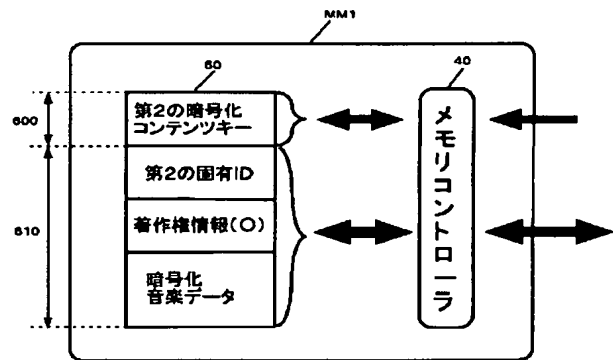 MM1
60
40
600
第2の暗号化
コンテンツキー
第2の固有ID
610
著作権情報(〇)
暗号化
音楽データ
メモリコントローラ